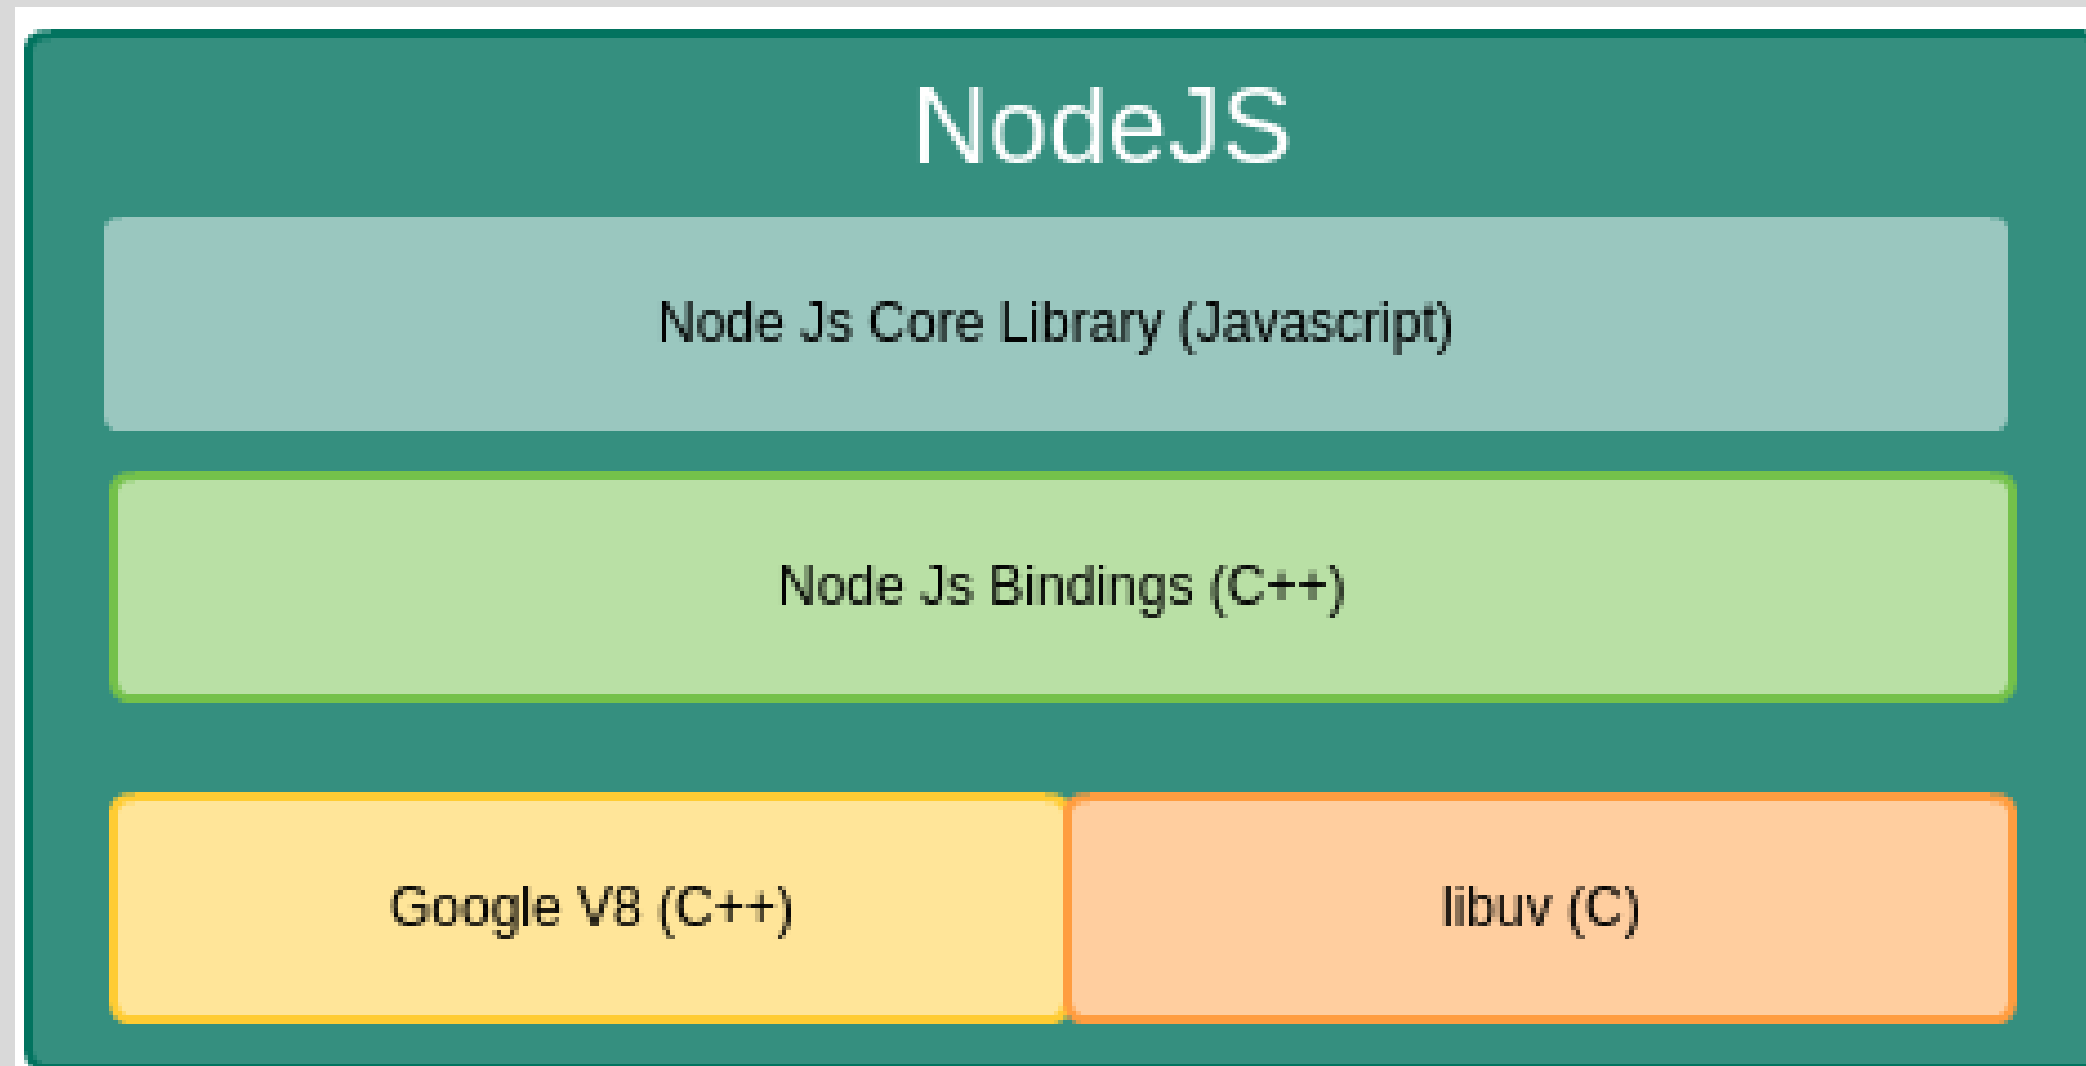 NodeJS
Node Js Core Library (Javascript)
Node Js Bindings (C++)
Google V8 (C++)
libuv (C)